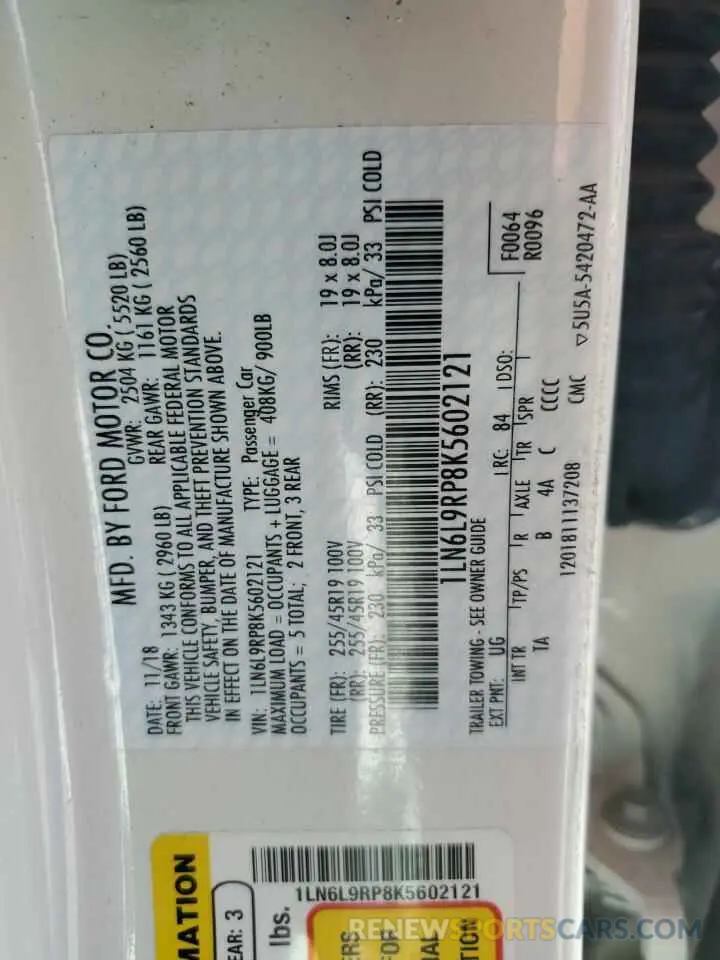 MFD. BY FORD MOTOR CO.
DATE: 11/18 GVWR: 2504 KG ( 5520 LB)
FRONT GAWR: 1343 KG ( 2960LB) REAR GAWR: 1161 KG ( 2560 LB)
THIS VEHICLE CONFORMS TO ALL APPLICABLE FEDERAL MOTOR
VEHICLE SAFETY, BUMPER, AND THEFT PREVENTION STANDARDS
IN EFFECT ON THE DATE OF MANUFACTURE SHOWN ABOVE.
VIN: 1LN6L9RP8K5602121 TYPE: Passenger Car
MAXIMUM LOAD = OCCUPANTS + LUGGAGE = 408KG/ 900LB
OCCUPANTS = 5 TOTAL; 2 FRONT, 3 REAR
TIRE (FR): 255/45R19 100V RIMS (FR): 19 x 8.0J
(RR): 255/45R19 100V (RR): 19 x 8.0J
PRESSURE (FR): 230 kPa/ 33 PSI COLD (RR): 230 kPa/ 33 PSI COLD
1LN6L9RP8K5602121
TRAILER TOWING - SEE OWNER GUIDE
EXT PNT: UG RC: 84 DSO: F0064
R0096
INT TR TP/PS R AXLE TR SPR
TA B 4A C CCCC
1201811137208 CMC ▽5U5A-5420472-AA
MATION
EAR: 3
lbs.
1LN6L9RP8K5602121
ERS
FOR
IAL
TION
RENEWSPORTSCARS.COM